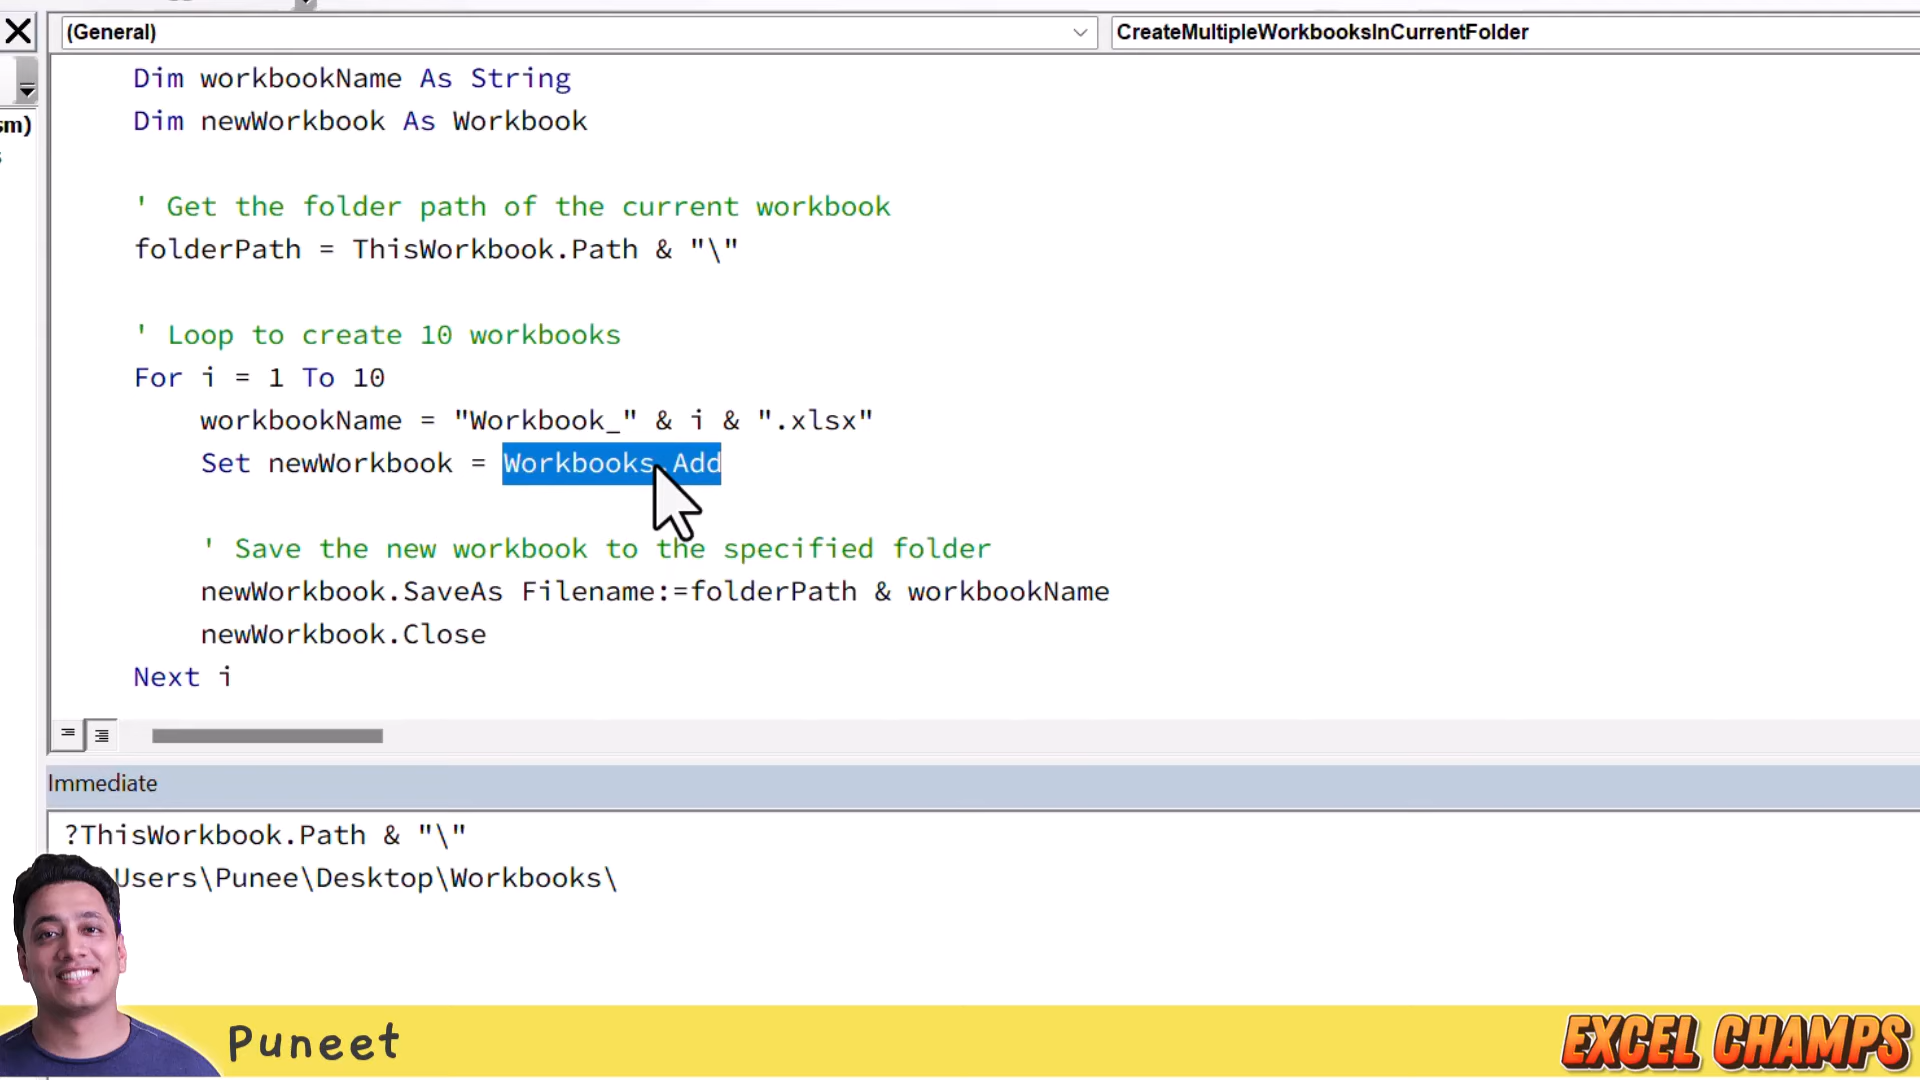 (General)
CreateMultipleWorkbooksInCurrentFolder
sm)
Dim workbookName As String
Dim newWorkbook As Workbook
' Get the folder path of the current workbook
folderPath = ThisWorkbook.Path & "\"
' Loop to create 10 workbooks
For i = 1 To 10
workbookName = "Workbook_" & i & ".xlsx"
Set newWorkbook = Workbooks.Add
' Save the new workbook to the specified folder
newWorkbook.SaveAs Filename:=folderPath & workbookName
newWorkbook.Close
Next i
Immediate
?ThisWorkbook.Path & "\"
Users\Punee\Desktop\Workbooks\
Puneet
EXCEL CHAMPS